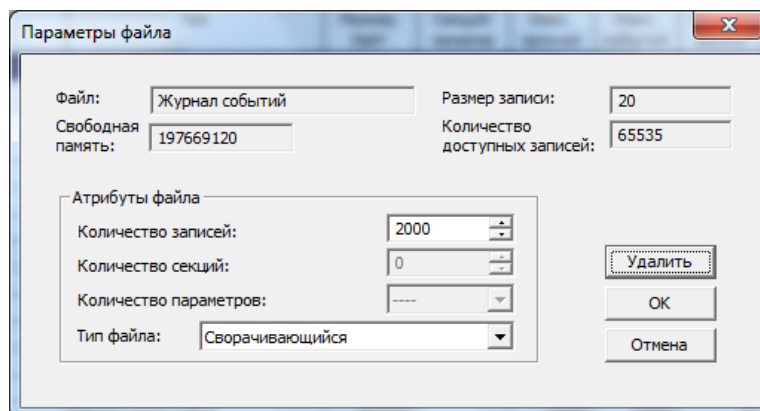 Параметры файла
Файл: Журнал событий Размер записи: 20
Свободная память: 197669120 Количество доступных записей: 65535
Атрибуты файла
Количество записей: 2000
Количество секций: 0
Количество параметров: ----
Тип файла: Сворачивающийся
Удалить
OK
Отмена